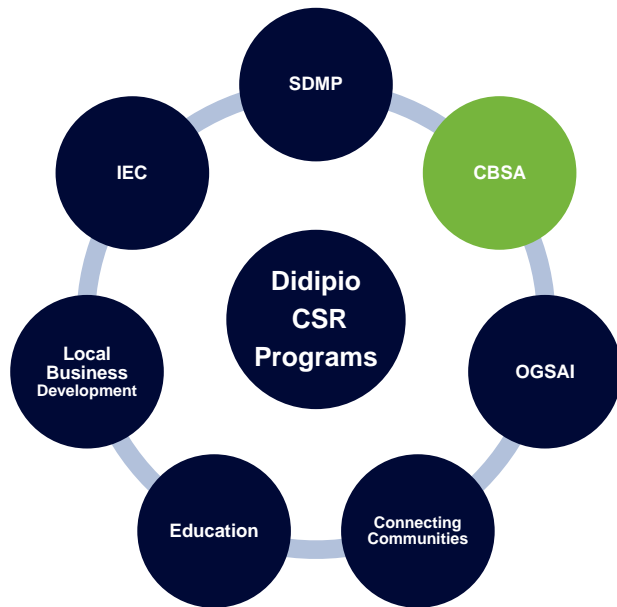 SDMP
IEC
CBSA
Didipio
CSR
Programs
Local
Business
Development
OGSAI
Education
Connecting
Communities